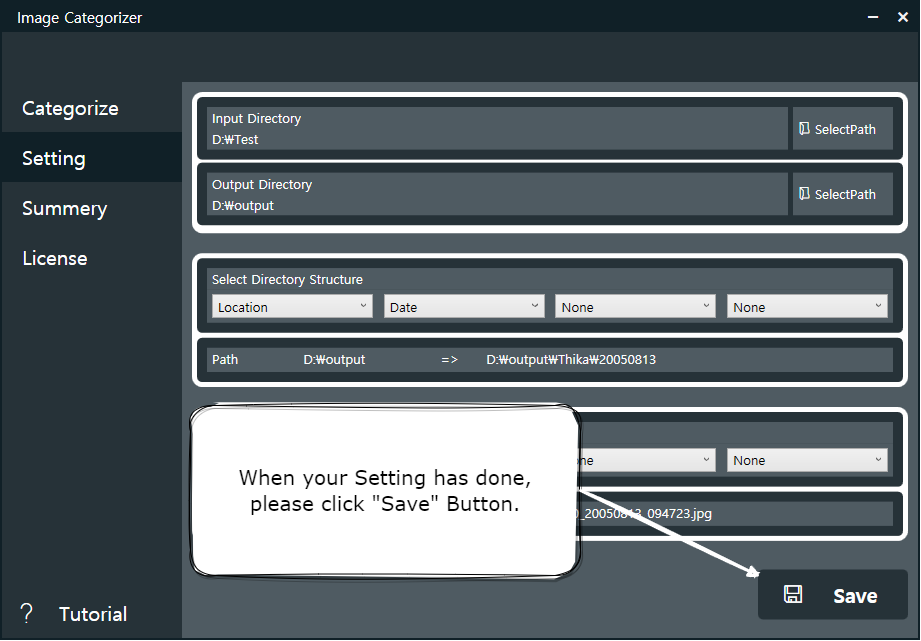 Image Categorizer
Categorize
Setting
Summery
License
? Tutorial
Input Directory
D:₩Test
SelectPath
Output Directory
D:₩output
SelectPath
Select Directory Structure
Location Date None None
Path D:₩output => D:₩output₩Thika₩20050813
None
_20050813_094723.jpg
When your Setting has done,
please click "Save" Button.
Save